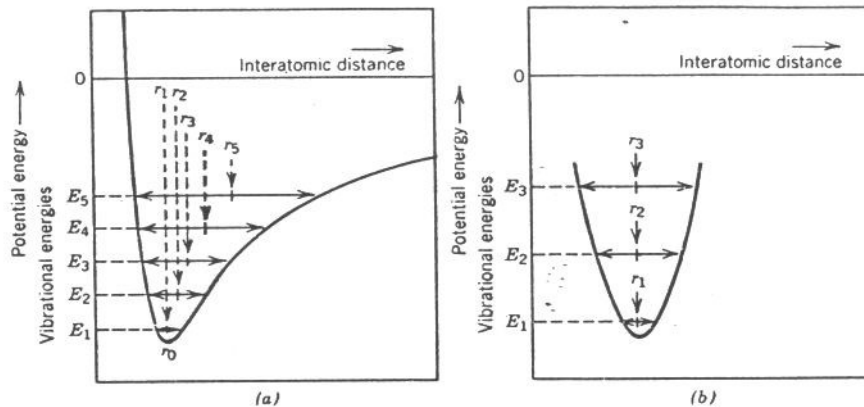 Interatomic distance
0
r1
r2
r3
r4
r5
E5
E4
E3
E2
E1
r0
Potential energy
Vibrational energies
(a)
Interatomic distance
0
r3
E3
r2
E2
r1
E1
Potential energy
Vibrational energies
(b)